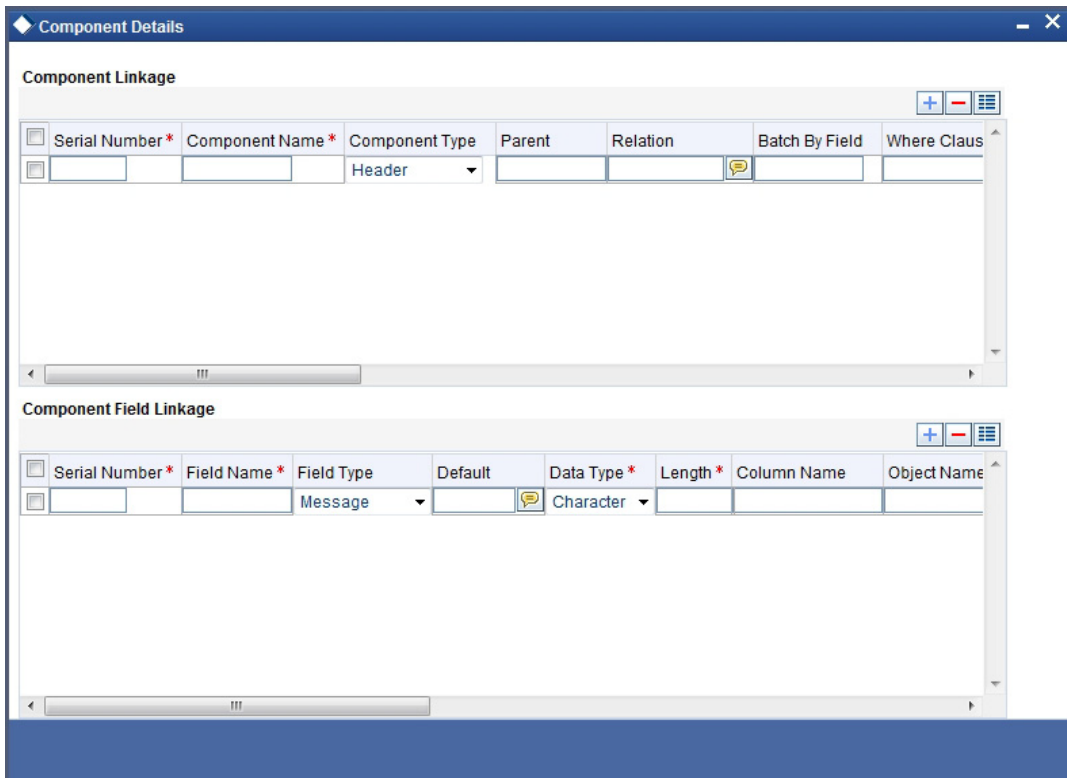 Component Details
Component Linkage
Serial Number * Component Name * Component Type Parent Relation Batch By Field Where Claus
Header
Component Field Linkage
Serial Number * Field Name * Field Type Default Data Type * Length * Column Name Object Name
Message Character